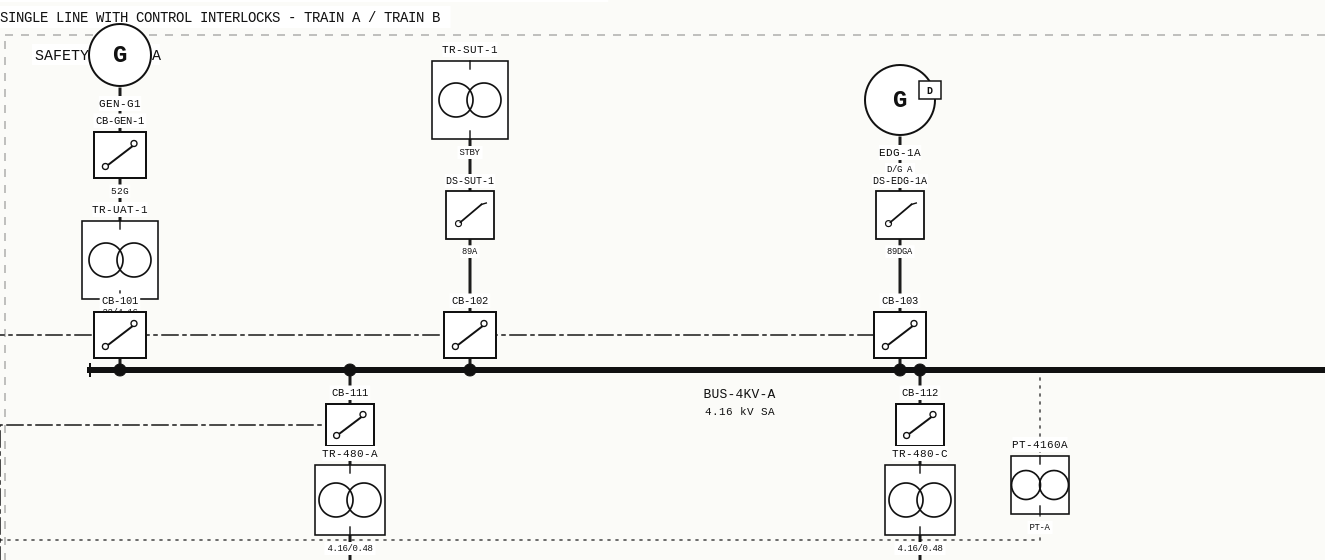 SINGLE LINE WITH CONTROL INTERLOCKS - TRAIN A / TRAIN B
SAFETY A
G
GEN-G1
CB-GEN-1
52G
TR-UAT-1
CB-101
TR-SUT-1
STBY
DS-SUT-1
89A
CB-102
G
D
EDG-1A
D/G A
DS-EDG-1A
89DGA
CB-103
BUS-4KV-A
4.16 kV SA
CB-111
TR-480-A
4.16/0.48
CB-112
TR-480-C
4.16/0.48
PT-4160A
PT-A